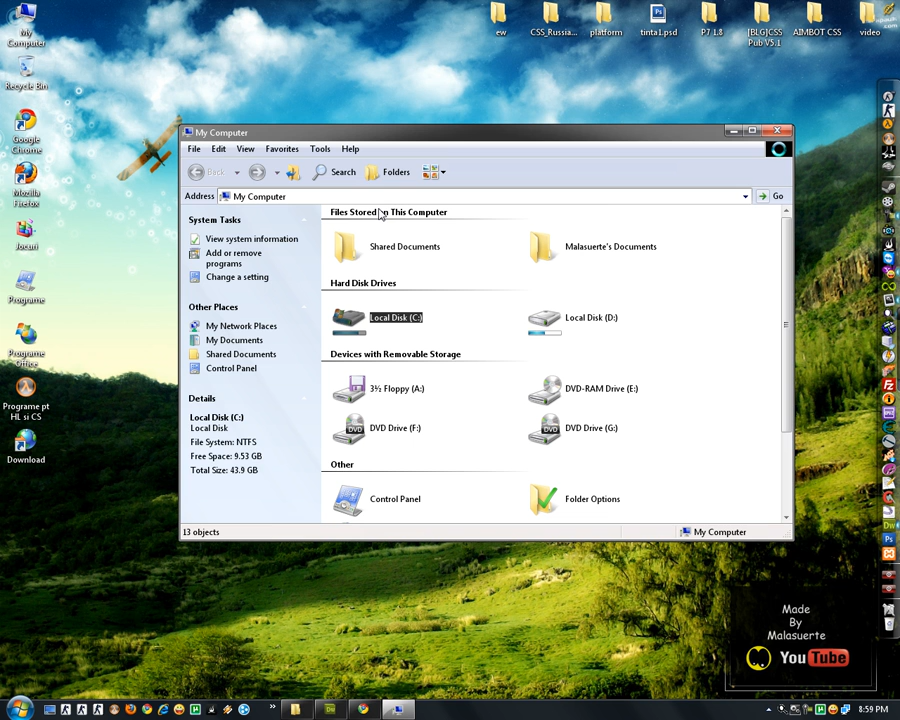 My
Computer
Recycle Bin
Google
Chrome
Mozilla
Firefox
Jocuri
Programe
Programe
Office
Programe pt
HL si CS
Download
ew
CSS_Russia...
platform
tinta1.psd
P7 1.8
[BLG]CSS
Pub V5.1
AIMBOT CSS
video
My Computer
File Edit View Favorites Tools Help
Back
Search
Folders
Address
My Computer
Go
System Tasks
View system information
Add or remove
programs
Change a setting
Other Places
My Network Places
My Documents
Shared Documents
Control Panel
Details
Local Disk (C:)
Local Disk
File System: NTFS
Free Space: 9.53 GB
Total Size: 43.9 GB
Files Stored on This Computer
Shared Documents
Malasuerte's Documents
Hard Disk Drives
Local Disk (C:)
Local Disk (D:)
Devices with Removable Storage
3½ Floppy (A:)
DVD-RAM Drive (E:)
DVD Drive (F:)
DVD Drive (G:)
DVD
DVD
Other
Control Panel
Folder Options
13 objects
My Computer
Made
By
Malasuerte
YouTube
Dw
Ps
8:59 PM